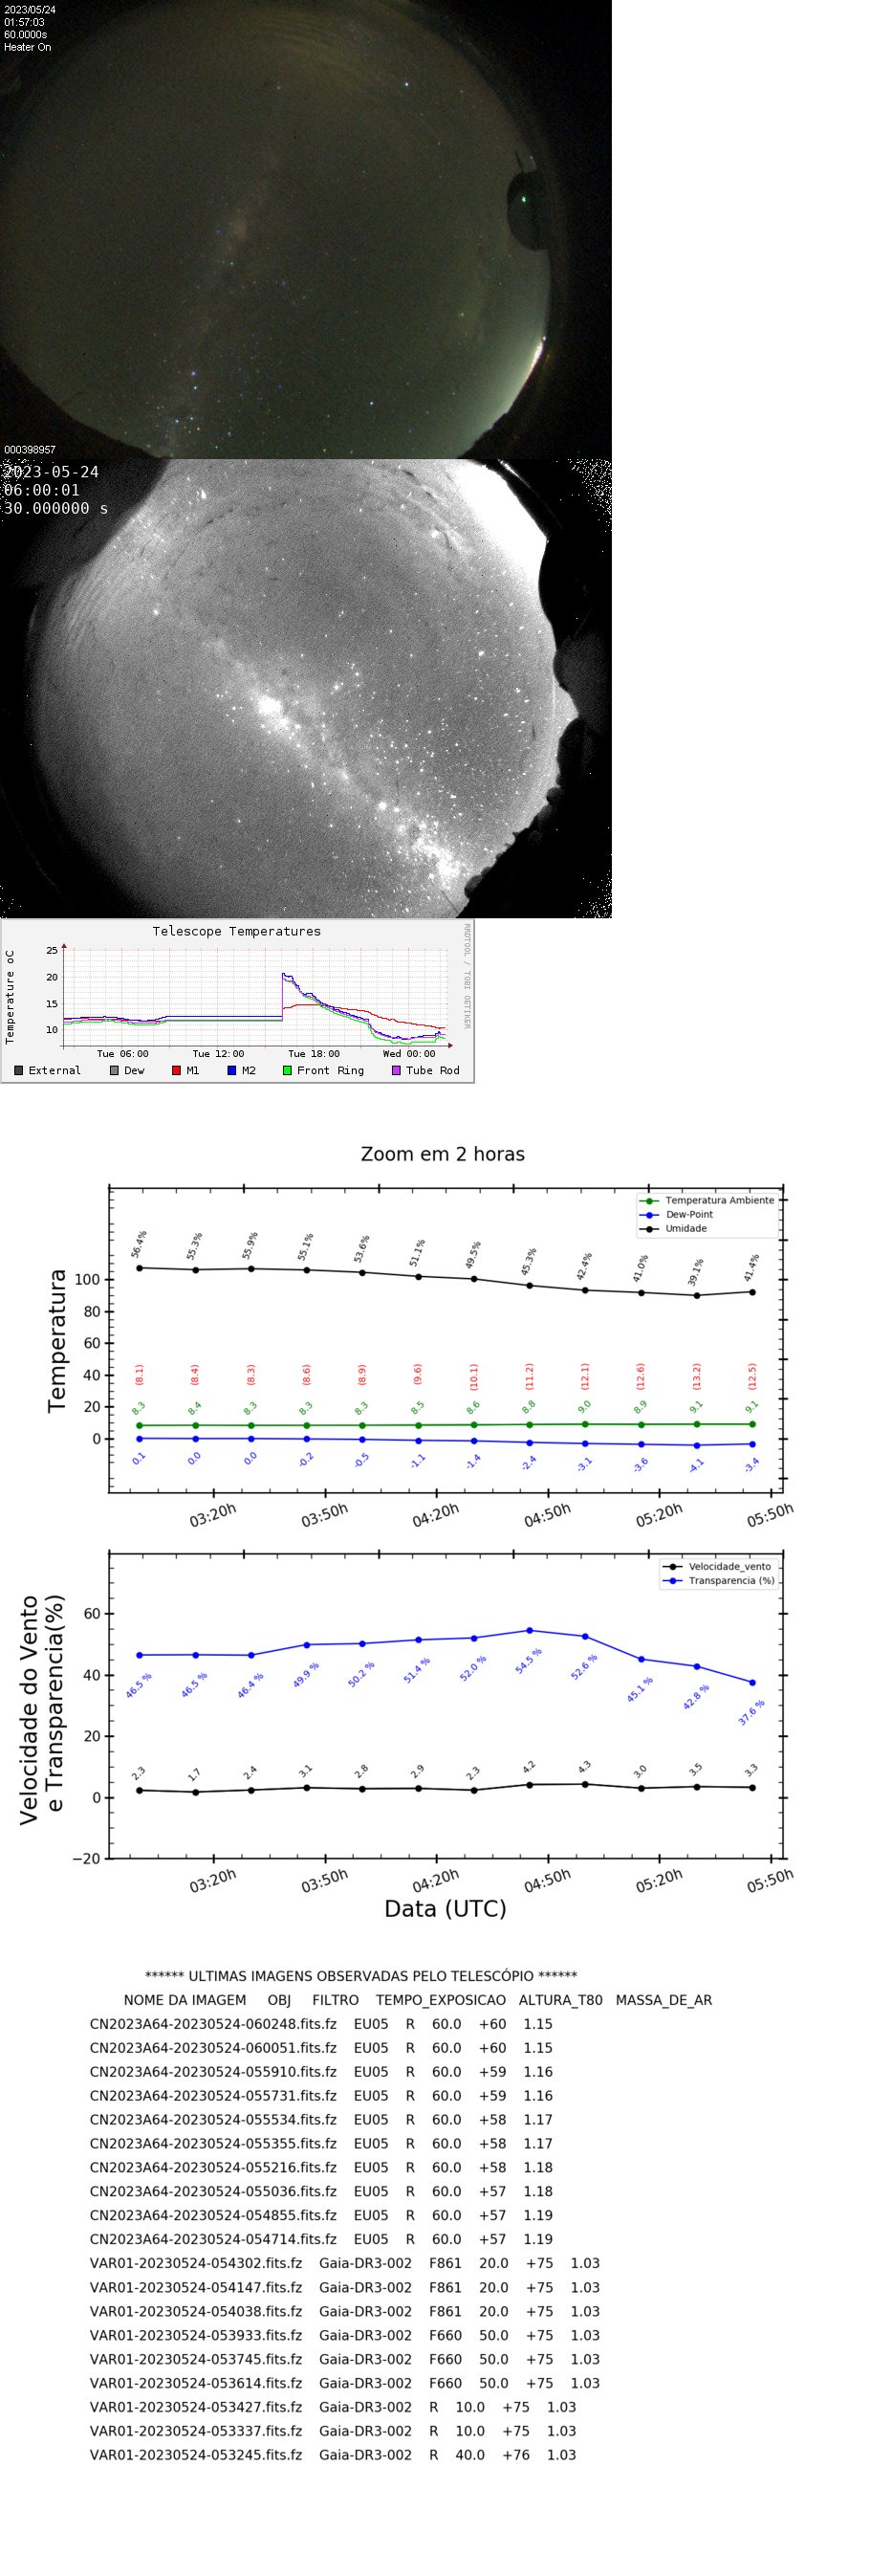 2023/05/24
01:57:03
60.0000s
Heater On
000398957
2023-05-24
06:00:01
30.000000 s
Telescope Temperatures
RRDTOOL / TOBI OETIKER
Temperature oC
25
20
15
10
Tue 06:00 Tue 12:00 Tue 18:00 Wed 00:00
External Dew M1 M2 Front Ring Tube Rod
Zoom em 2 horas
Temperatura Ambiente
Dew-Point
Umidade
Temperatura
100
80
60
40
20
0
56.4% 55.3% 55.9% 55.1% 53.6% 51.1% 49.5% 45.3% 42.4% 41.0% 39.1% 41.4%
(8.1) (8.4) (8.3) (8.6) (8.9) (9.6) (10.1) (11.2) (12.1) (12.6) (13.2) (12.5)
8.3 8.4 8.3 8.3 8.3 8.5 8.6 8.8 9.0 8.9 9.1 9.1
0.1 0.0 0.0 -0.2 -0.5 -1.1 -1.4 -2.4 -3.1 -3.6 -4.1 -3.4
03:20h 03:50h 04:20h 04:50h 05:20h 05:50h
Velocidade_vento
Transparencia (%)
Velocidade do Vento
e Transparencia(%)
60
40
20
0
−20
46.5 % 46.5 % 46.4 % 49.9 % 50.2 % 51.4 % 52.0 % 54.5 % 52.6 % 45.1 % 42.8 % 37.6 %
2.3 1.7 2.4 3.1 2.8 2.9 2.3 4.2 4.3 3.0 3.5 3.3
03:20h 03:50h 04:20h 04:50h 05:20h 05:50h
Data (UTC)
****** ULTIMAS IMAGENS OBSERVADAS PELO TELESCÓPIO ******
NOME DA IMAGEM OBJ FILTRO TEMPO_EXPOSICAO ALTURA_T80 MASSA_DE_AR
CN2023A64-20230524-060248.fits.fz EU05 R 60.0 +60 1.15
CN2023A64-20230524-060051.fits.fz EU05 R 60.0 +60 1.15
CN2023A64-20230524-055910.fits.fz EU05 R 60.0 +59 1.16
CN2023A64-20230524-055731.fits.fz EU05 R 60.0 +59 1.16
CN2023A64-20230524-055534.fits.fz EU05 R 60.0 +58 1.17
CN2023A64-20230524-055355.fits.fz EU05 R 60.0 +58 1.17
CN2023A64-20230524-055216.fits.fz EU05 R 60.0 +58 1.18
CN2023A64-20230524-055036.fits.fz EU05 R 60.0 +57 1.18
CN2023A64-20230524-054855.fits.fz EU05 R 60.0 +57 1.19
CN2023A64-20230524-054714.fits.fz EU05 R 60.0 +57 1.19
VAR01-20230524-054302.fits.fz Gaia-DR3-002 F861 20.0 +75 1.03
VAR01-20230524-054147.fits.fz Gaia-DR3-002 F861 20.0 +75 1.03
VAR01-20230524-054038.fits.fz Gaia-DR3-002 F861 20.0 +75 1.03
VAR01-20230524-053933.fits.fz Gaia-DR3-002 F660 50.0 +75 1.03
VAR01-20230524-053745.fits.fz Gaia-DR3-002 F660 50.0 +75 1.03
VAR01-20230524-053614.fits.fz Gaia-DR3-002 F660 50.0 +75 1.03
VAR01-20230524-053427.fits.fz Gaia-DR3-002 R 10.0 +75 1.03
VAR01-20230524-053337.fits.fz Gaia-DR3-002 R 10.0 +75 1.03
VAR01-20230524-053245.fits.fz Gaia-DR3-002 R 40.0 +76 1.03